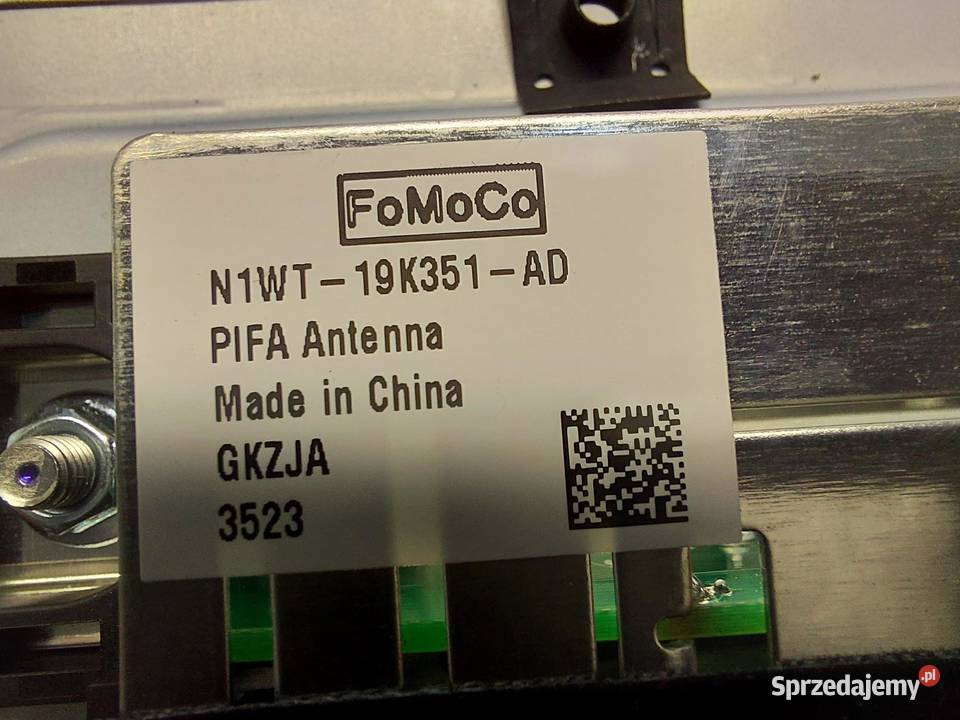 FoMoCo
N1WT-19K351-AD
PIFA Antenna
Made in China
GKZJA
3523
Sprzedajemy.pl